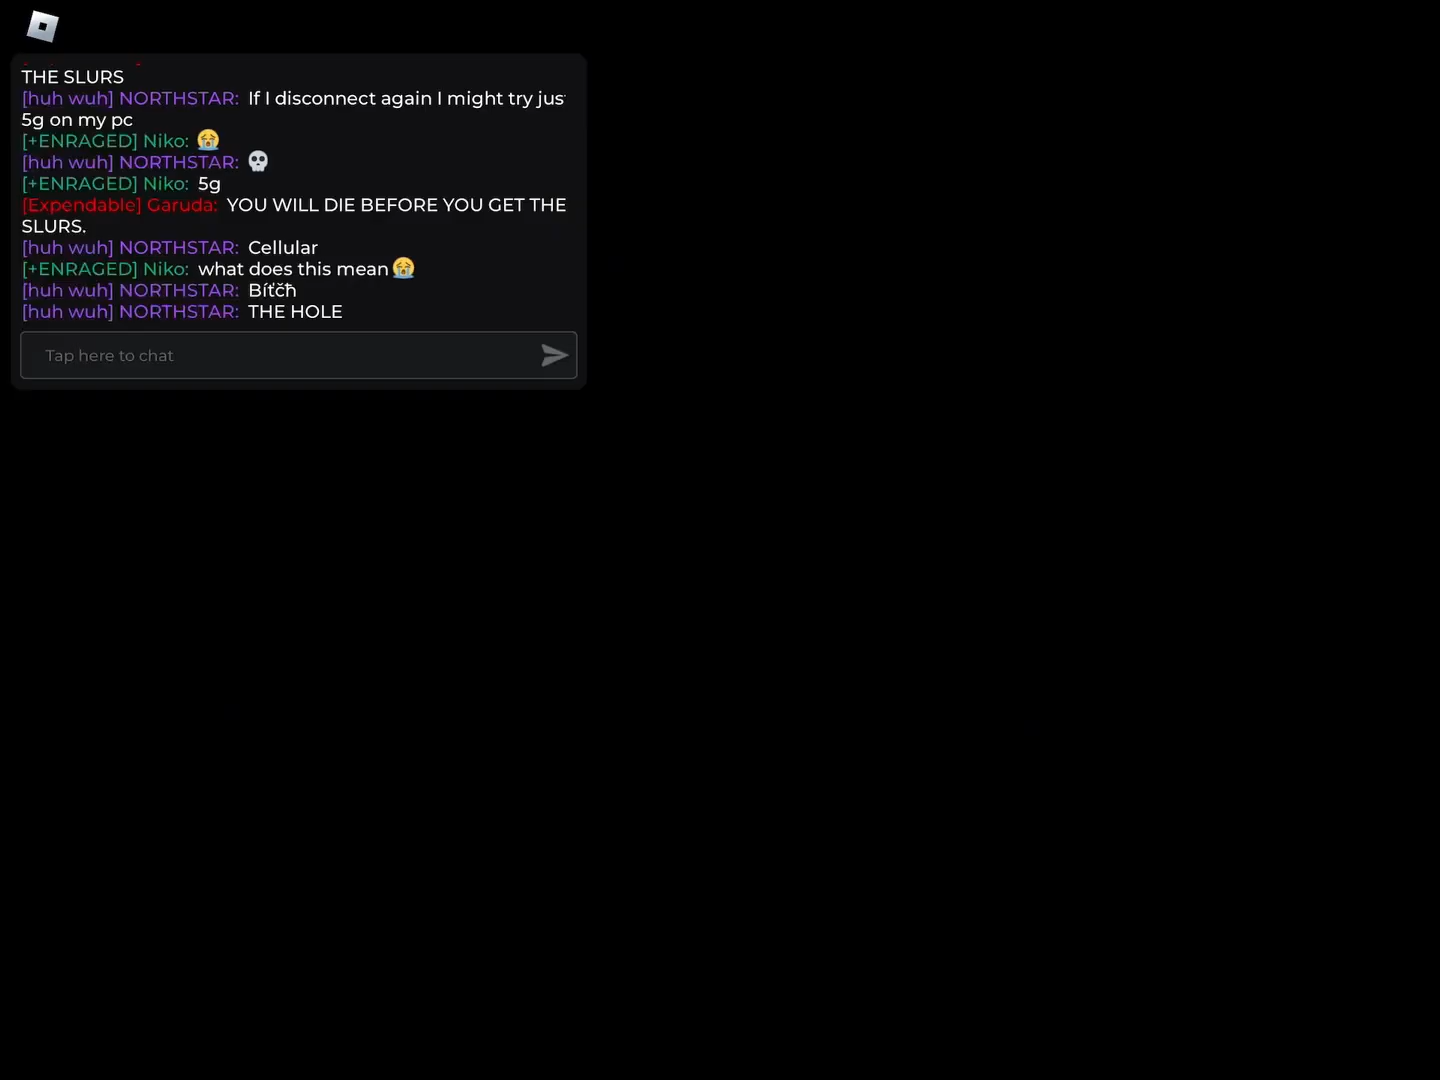 THE SLURS
[huh wuh] NORTHSTAR: If I disconnect again I might try just
5g on my pc
[+ENRAGED] Niko: 😭
[huh wuh] NORTHSTAR: 💀
[+ENRAGED] Niko: 5g
[Expendable] Garuda: YOU WILL DIE BEFORE YOU GET THE
SLURS.
[huh wuh] NORTHSTAR: Cellular
[+ENRAGED] Niko: what does this mean😭
[huh wuh] NORTHSTAR: Bíťčħ
[huh wuh] NORTHSTAR: THE HOLE
Tap here to chat